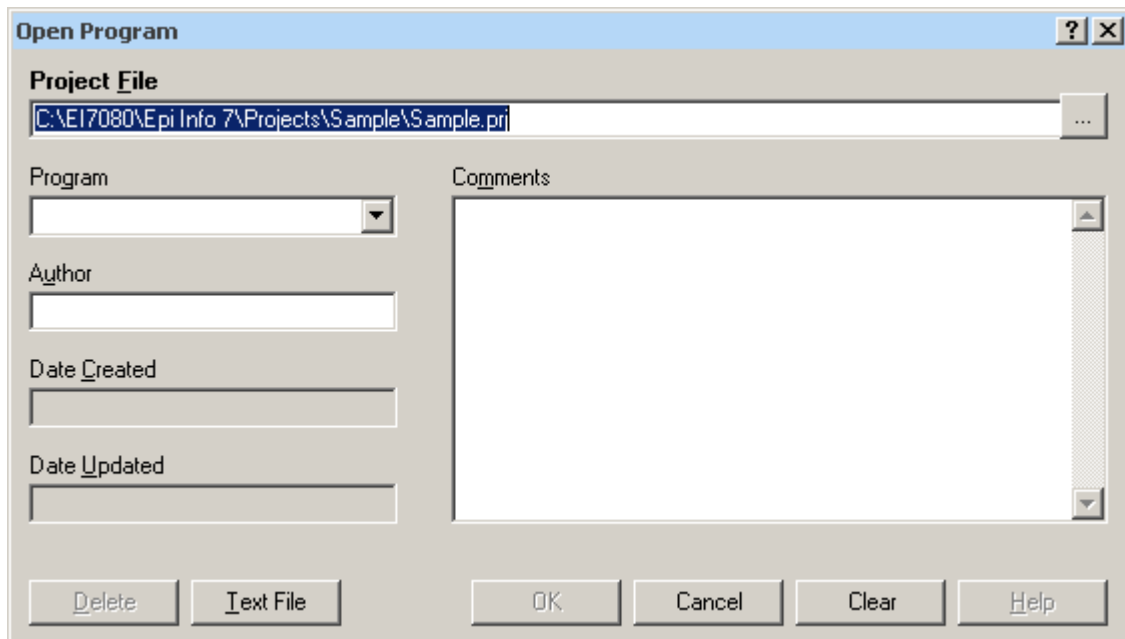 Open Program
Project File
C:\EI7080\Epi Info 7\Projects\Sample\Sample.prj
...
Program
Comments
Author
Date Created
Date Updated
Delete
Text File
OK
Cancel
Clear
Help